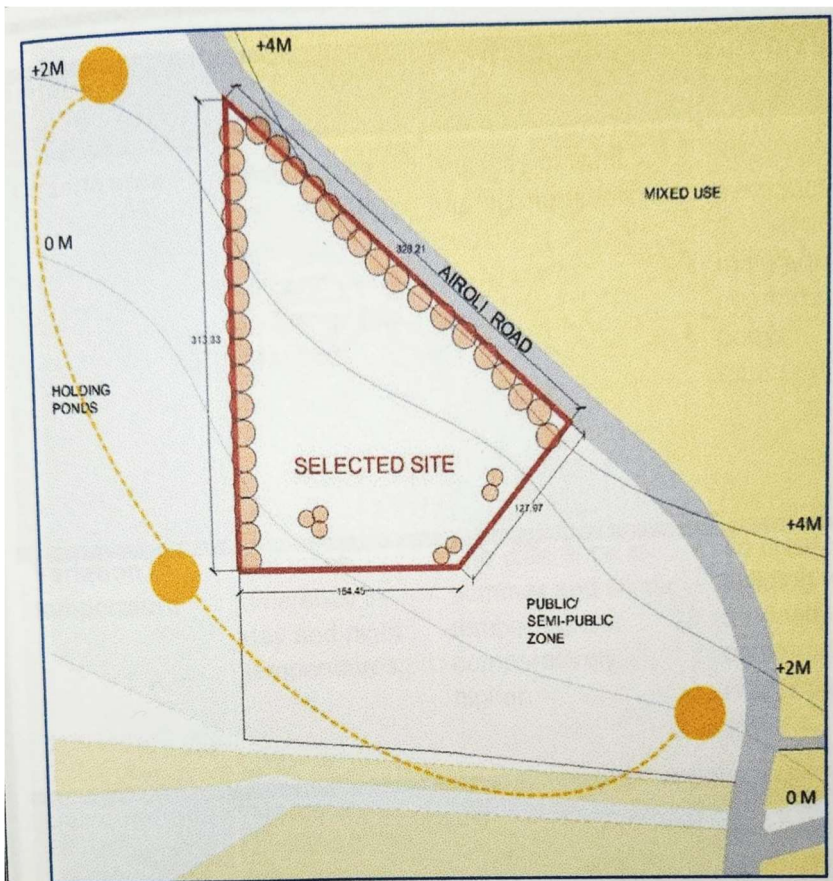 +4M
+2M
MIXED USE
0 M
328.21
AIROLI ROAD
313.33
HOLDING
PONDS
SELECTED SITE
127.97
+4M
154.45
PUBLIC/
SEMI-PUBLIC
ZONE
+2M
0 M